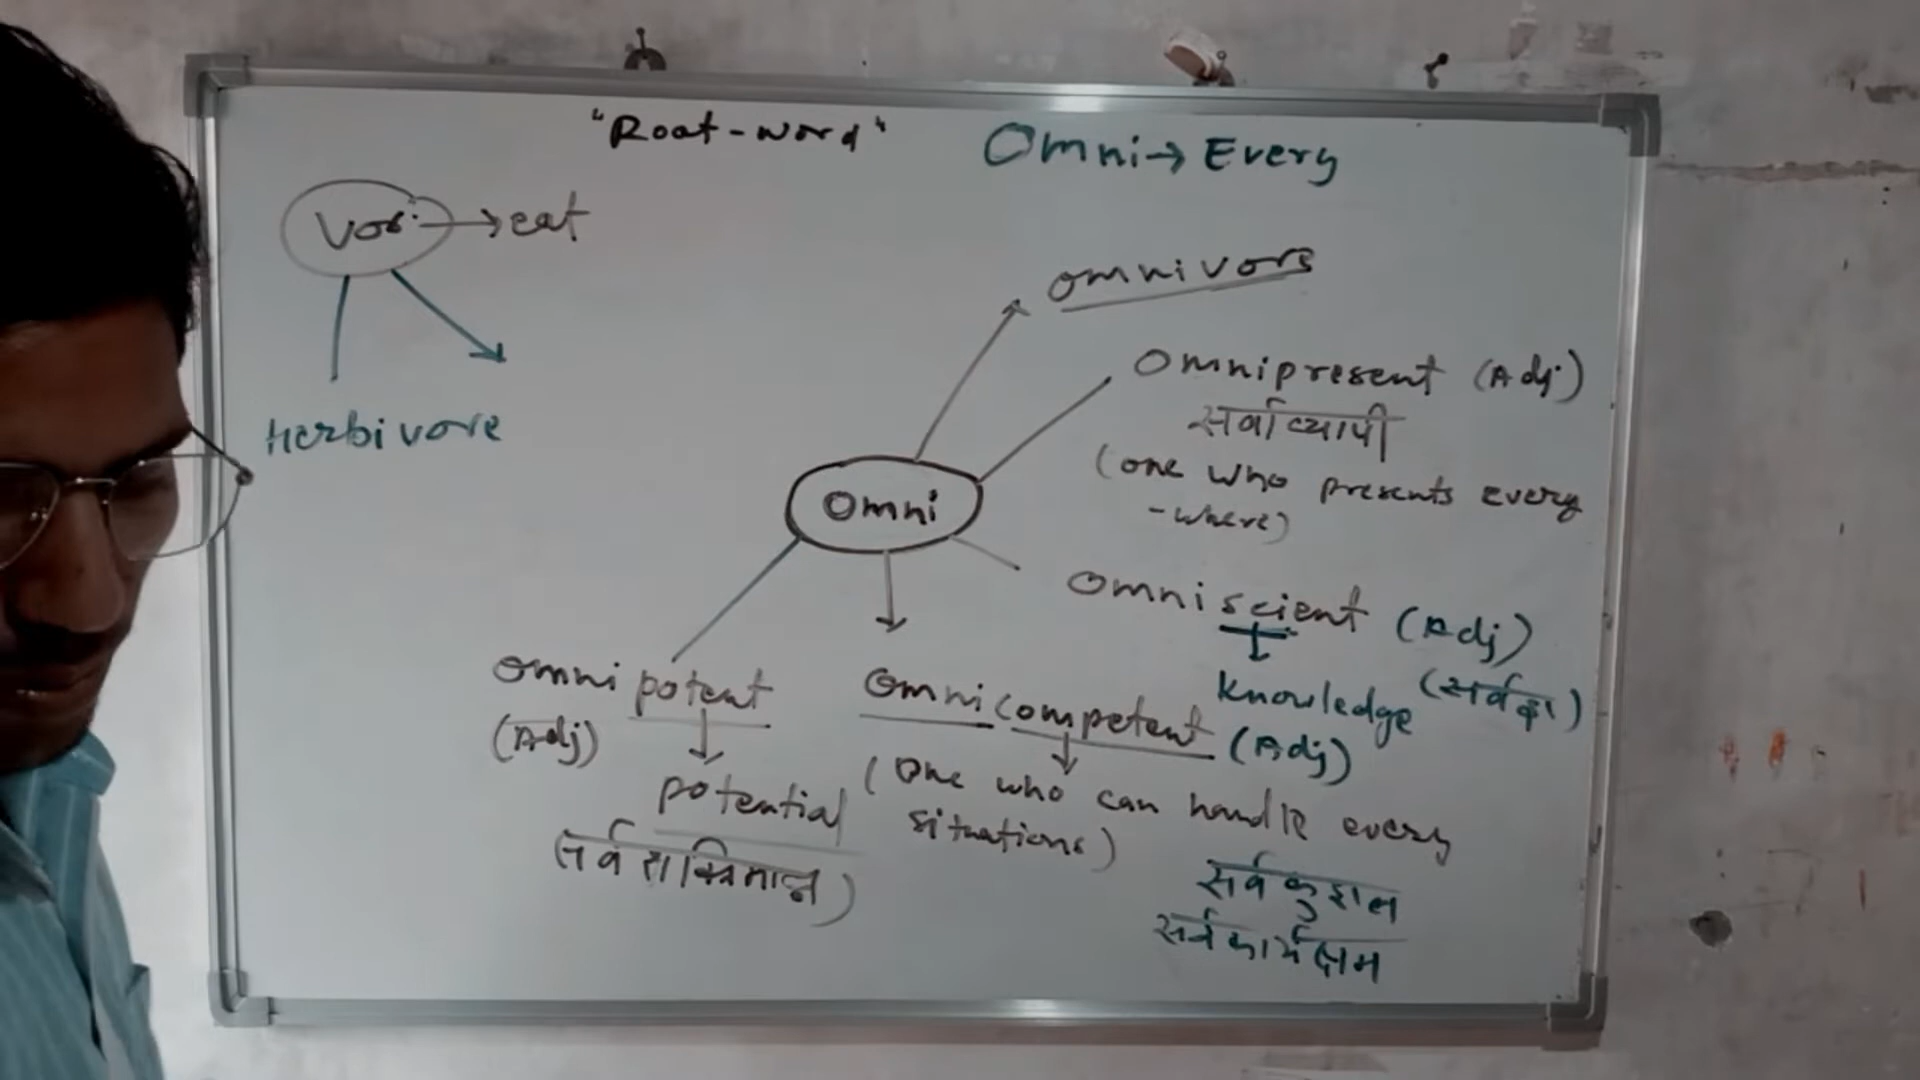 "Root-word"
Omni→ Every
Vor. → eat
Herbivore
omnivors
Omnipresent (Adj.)
सर्वाव्यापी
(one who presents every
-where)
Omni
Omniscient (Adj)
knowledge (सर्वज्ञ)
Omnipotent
(Adj)
potential
(सर्वशक्तिमान)
Omnicompetent (Adj)
(One who can handle every
situations)
सर्वकुशल
सर्वकार्यक्षम